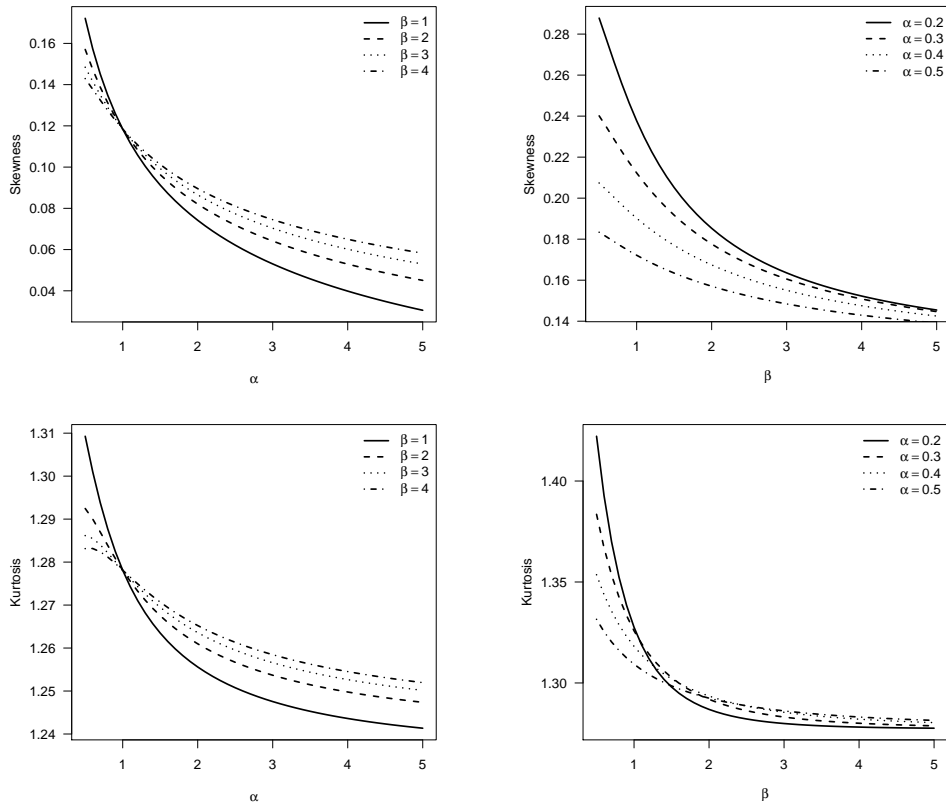 β = 1
β = 2
β = 3
β = 4
0.16
0.14
0.12
0.10
0.08
0.06
0.04
Skewness
1 2 3 4 5
α
α = 0.2
α = 0.3
α = 0.4
α = 0.5
0.28
0.26
0.24
0.22
0.20
0.18
0.16
0.14
Skewness
1 2 3 4 5
β
β = 1
β = 2
β = 3
β = 4
1.31
1.30
1.29
1.28
1.27
1.26
1.25
1.24
Kurtosis
1 2 3 4 5
α
α = 0.2
α = 0.3
α = 0.4
α = 0.5
1.40
1.35
1.30
Kurtosis
1 2 3 4 5
β